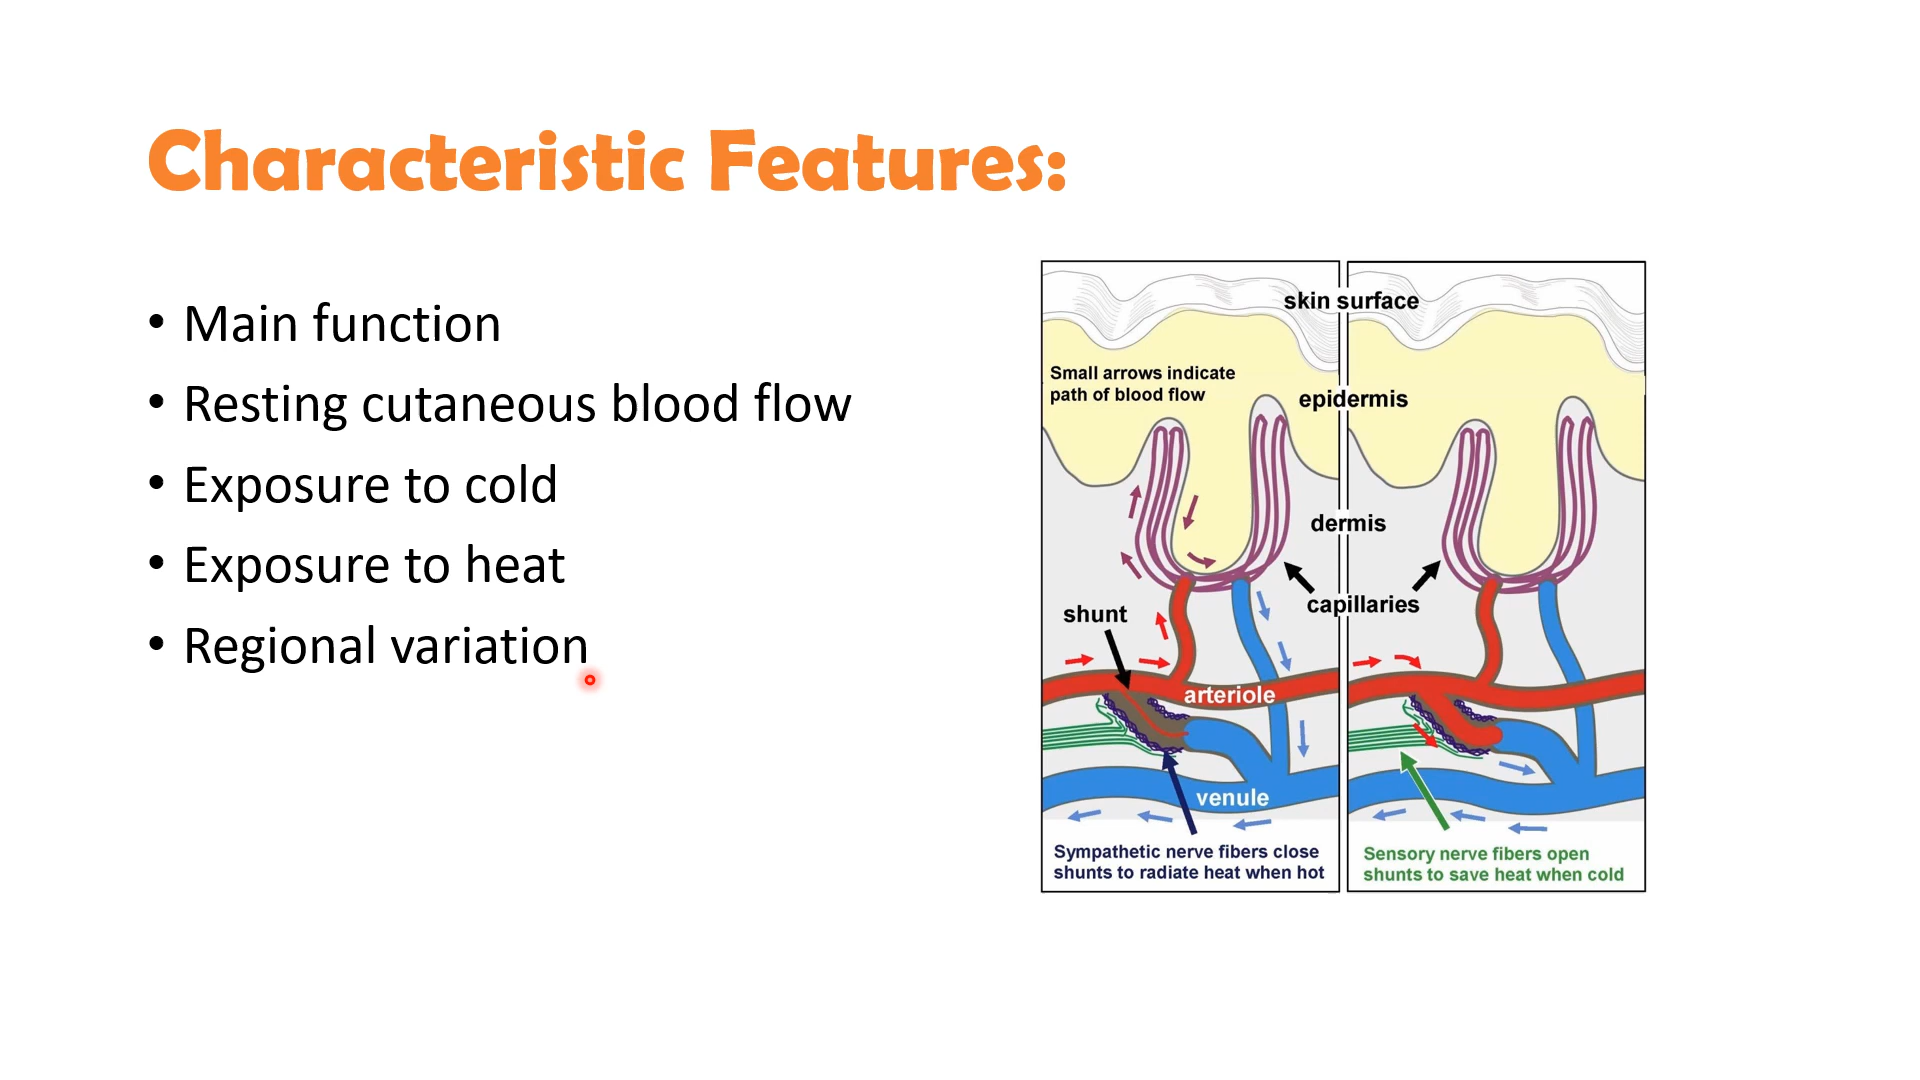 Characteristic Features:
• Main function
• Resting cutaneous blood flow
• Exposure to cold
• Exposure to heat
• Regional variation
skin surface
Small arrows indicate
path of blood flow
epidermis
dermis
capillaries
shunt
arteriole
venule
Sympathetic nerve fibers close
shunts to radiate heat when hot
Sensory nerve fibers open
shunts to save heat when cold